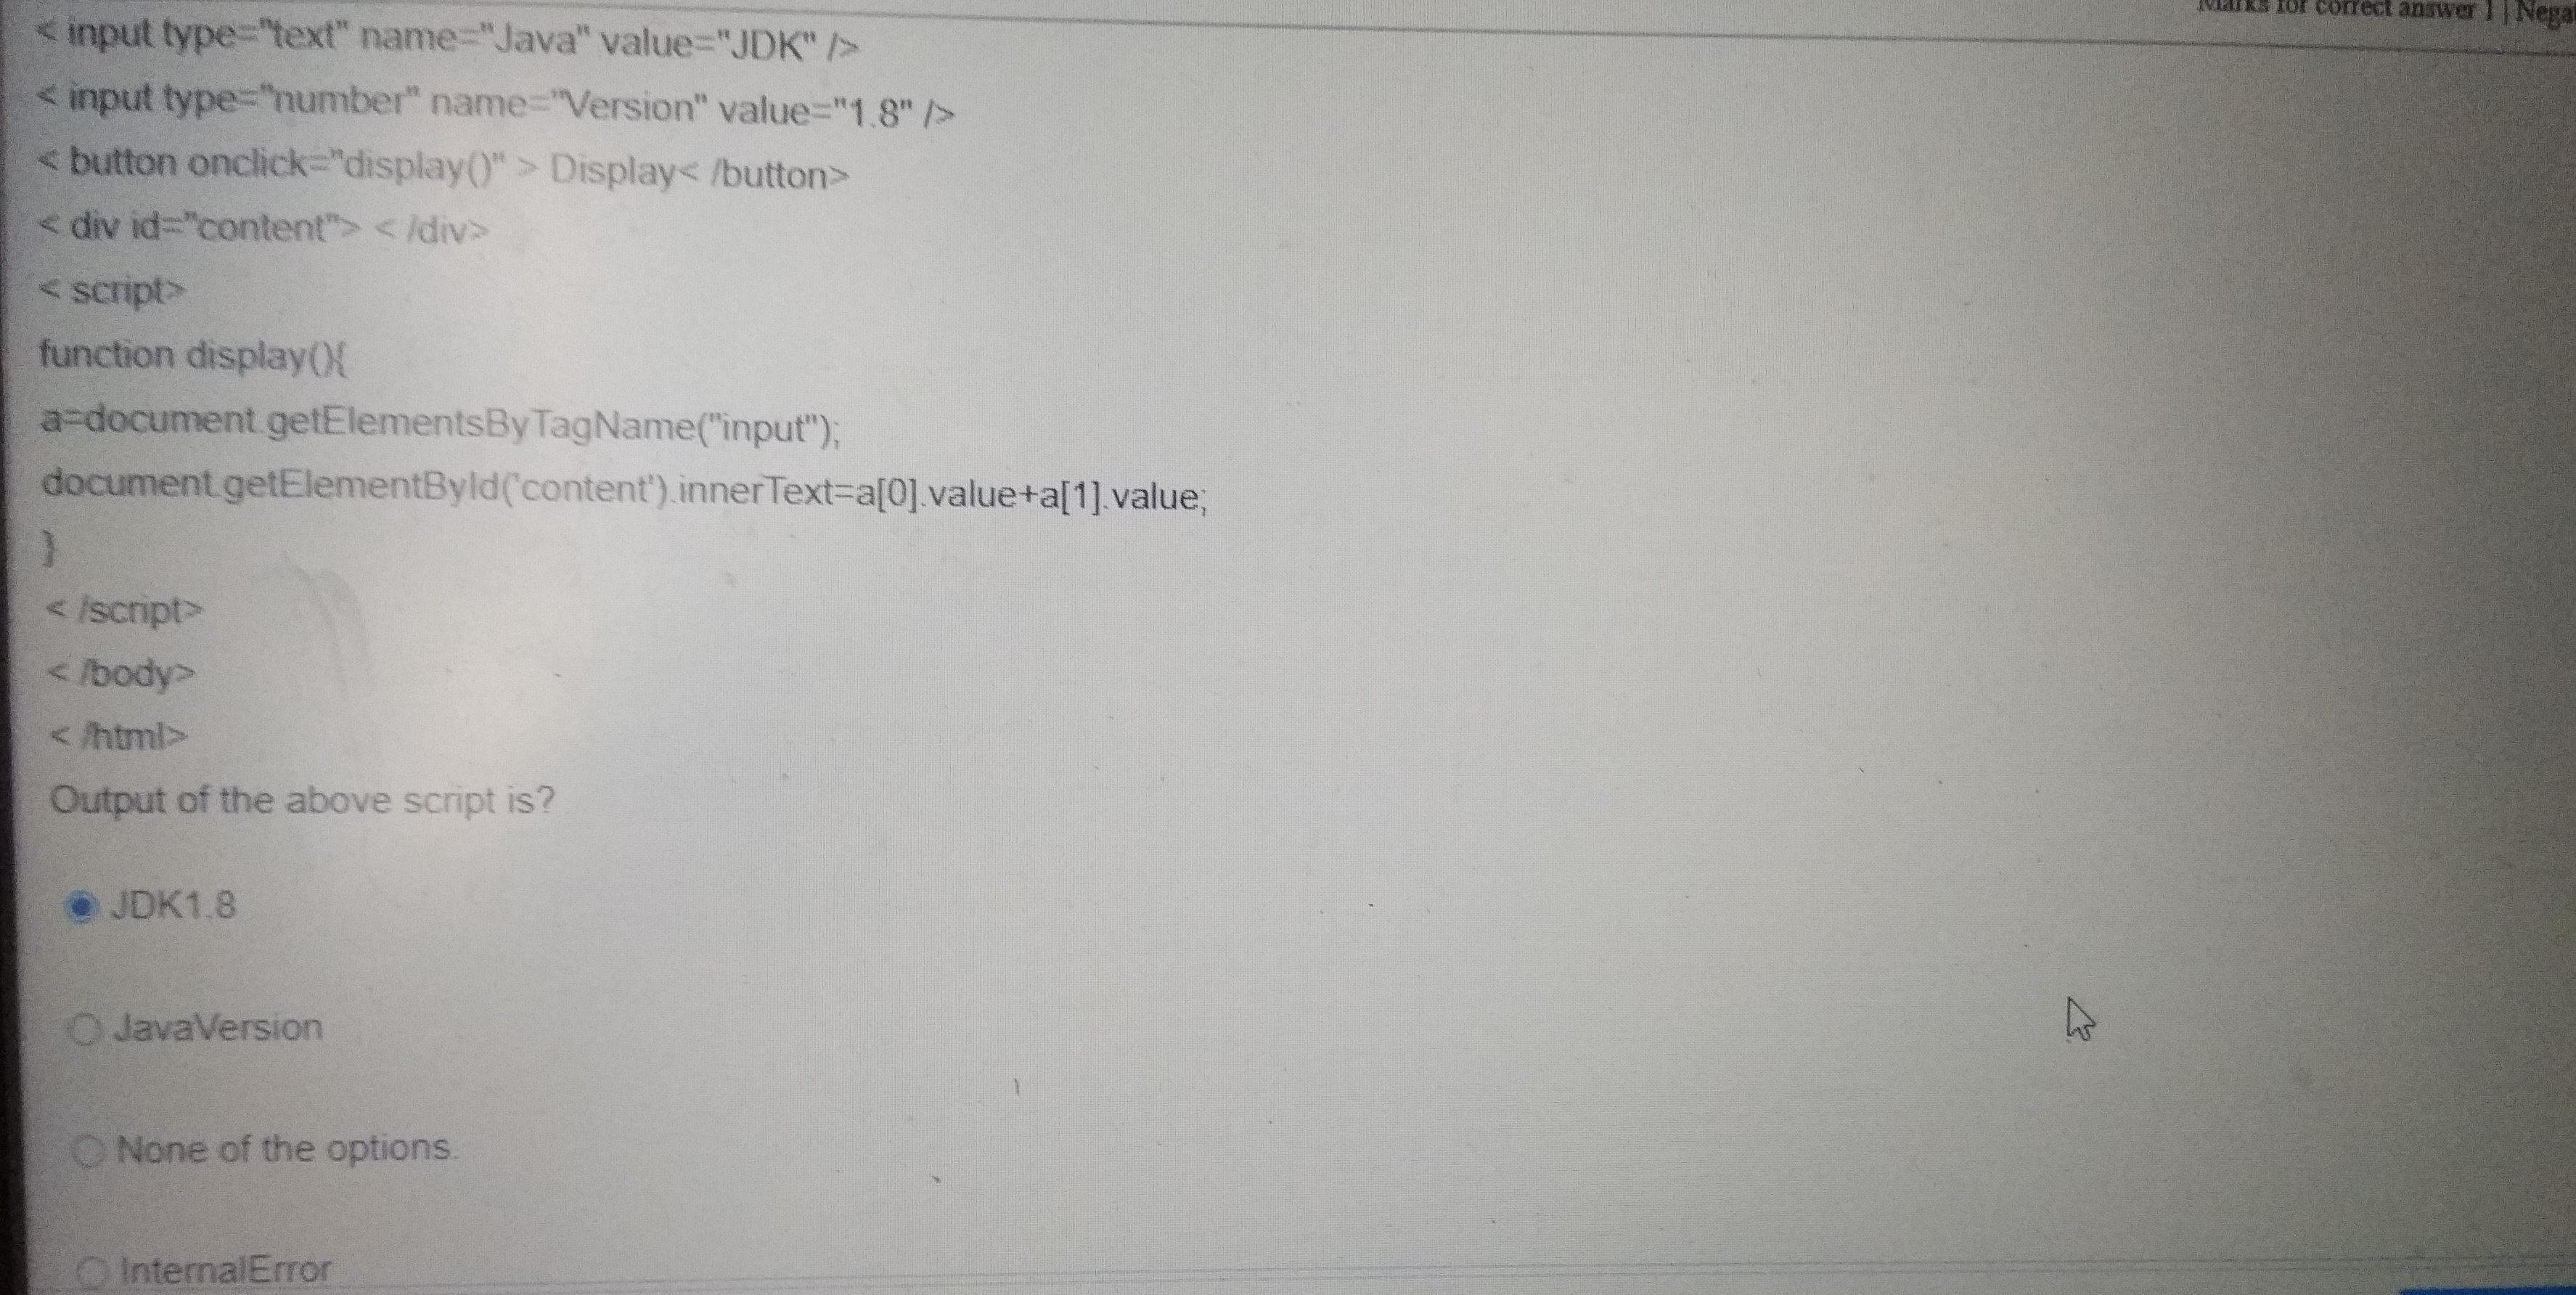 Marks for correct answer 1 | Nega
< input type="text" name="Java" value="JDK" />
< input type="number" name="Version" value="1.8" />
< button onclick="display()" > Display< /button>
< div id="content"> < /div>
< script>
function display(){
a=document.getElementsByTagName("input");
document.getElementById('content').innerText=a[0].value+a[1].value;
}
< /script>
< /body>
< /html>
Output of the above script is?
JDK1.8
JavaVersion
None of the options.
InternalError